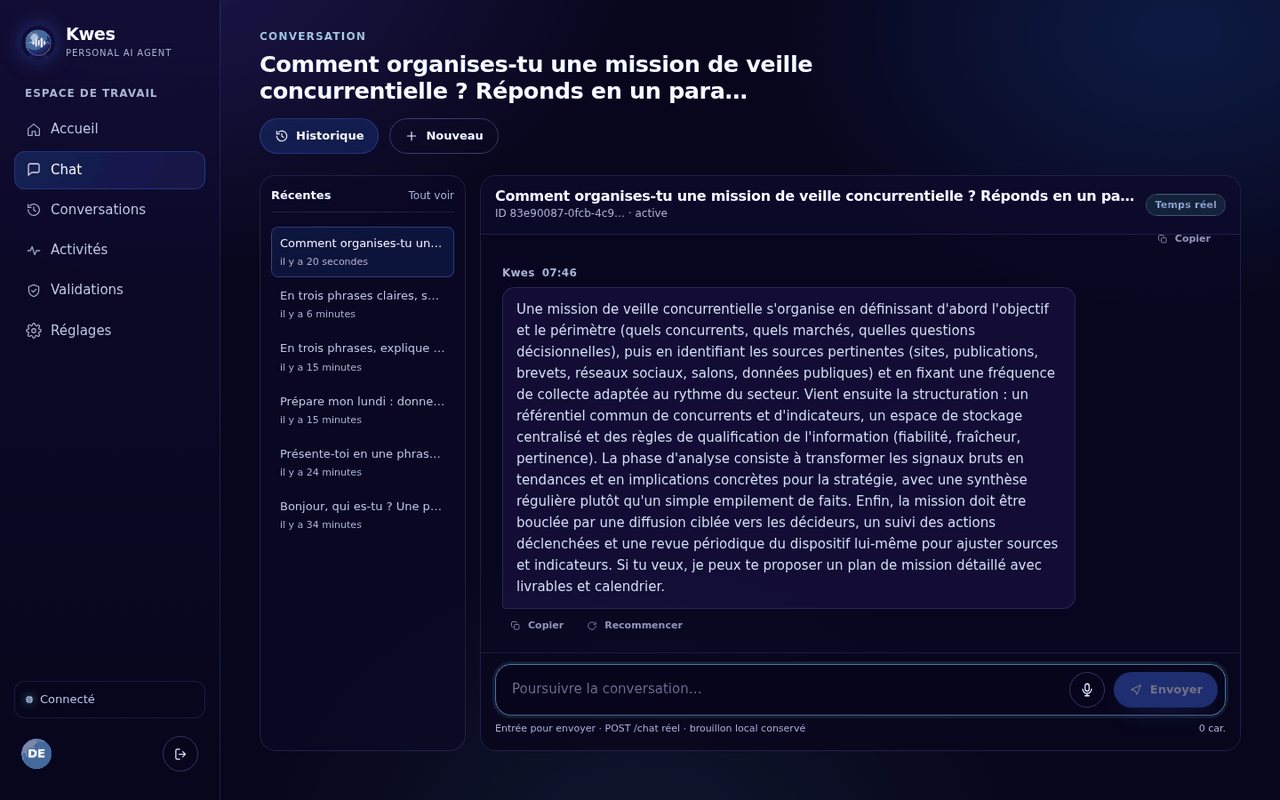 Kwes
PERSONAL AI AGENT
ESPACE DE TRAVAIL
Accueil
Chat
Conversations
Activités
Validations
Réglages
Connecté
DE
CONVERSATION
Comment organises-tu une mission de veille
concurrentielle ? Réponds en un para…
Historique
Nouveau
Récentes
Tout voir
Comment organises-tu un…
il y a 20 secondes
En trois phrases claires, s…
il y a 6 minutes
En trois phrases, explique …
il y a 15 minutes
Prépare mon lundi : donne…
il y a 15 minutes
Présente-toi en une phras…
il y a 24 minutes
Bonjour, qui es-tu ? Une p…
il y a 34 minutes
Comment organises-tu une mission de veille concurrentielle ? Réponds en un pa…
ID 83e90087-0fcb-4c9… · active
Temps réel
Copier
Kwes 07:46
Une mission de veille concurrentielle s'organise en définissant d'abord l'objectif
et le périmètre (quels concurrents, quels marchés, quelles questions
décisionnelles), puis en identifiant les sources pertinentes (sites, publications,
brevets, réseaux sociaux, salons, données publiques) et en fixant une fréquence
de collecte adaptée au rythme du secteur. Vient ensuite la structuration : un
référentiel commun de concurrents et d'indicateurs, un espace de stockage
centralisé et des règles de qualification de l'information (fiabilité, fraîcheur,
pertinence). La phase d'analyse consiste à transformer les signaux bruts en
tendances et en implications concrètes pour la stratégie, avec une synthèse
régulière plutôt qu'un simple empilement de faits. Enfin, la mission doit être
bouclée par une diffusion ciblée vers les décideurs, un suivi des actions
déclenchées et une revue périodique du dispositif lui-même pour ajuster sources
et indicateurs. Si tu veux, je peux te proposer un plan de mission détaillé avec
livrables et calendrier.
Copier
Recommencer
Poursuivre la conversation…
Envoyer
Entrée pour envoyer · POST /chat réel · brouillon local conservé
0 car.